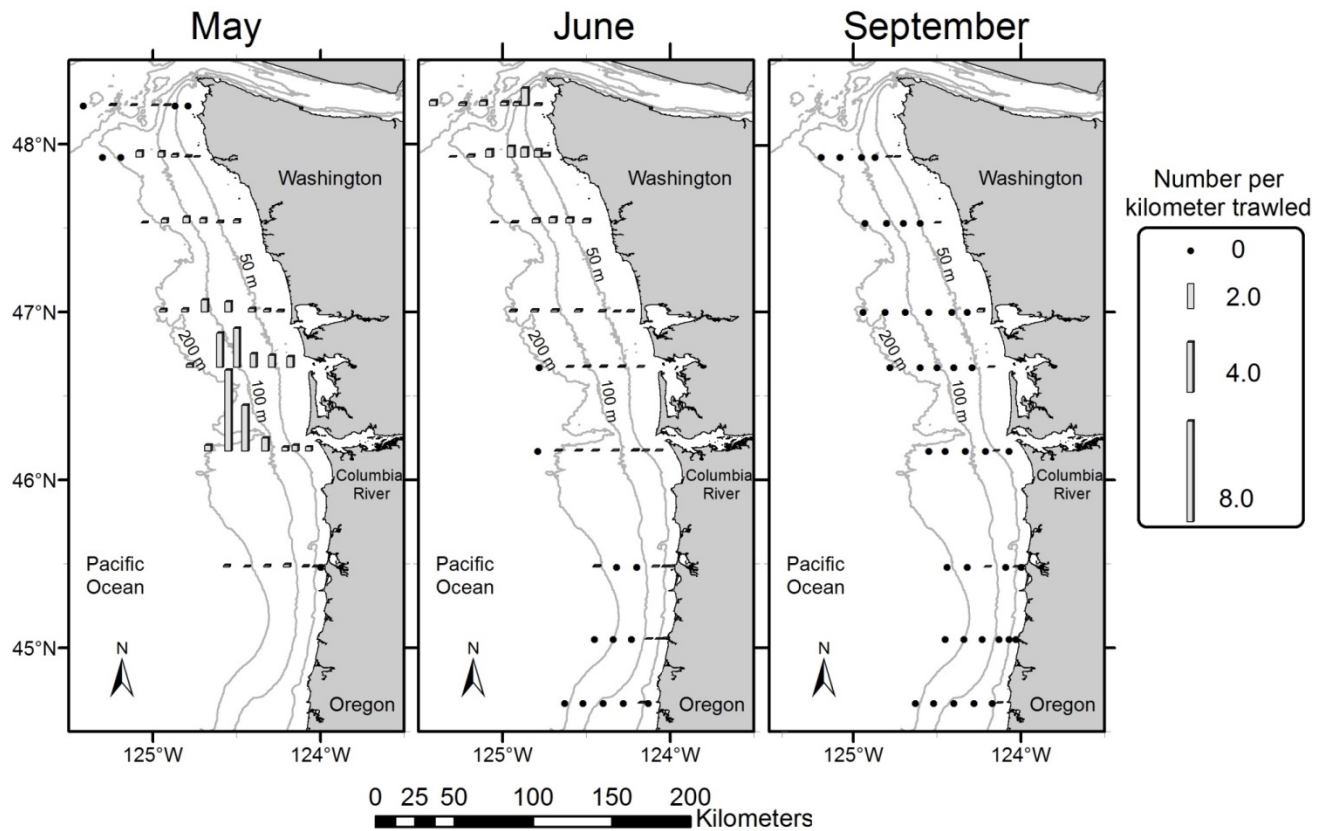 May
June
September
48°N
47°N
46°N
45°N
Washington
50 m
200 m
100 m
Columbia
River
Pacific
Ocean
N
Oregon
125°W
124°W
Washington
50 m
200 m
100 m
Columbia
River
Pacific
Ocean
N
Oregon
125°W
124°W
Washington
50 m
200 m
100 m
Columbia
River
Pacific
Ocean
N
Oregon
125°W
124°W
Number per
kilometer trawled
0
2.0
4.0
8.0
0 25 50 100 150 200
Kilometers